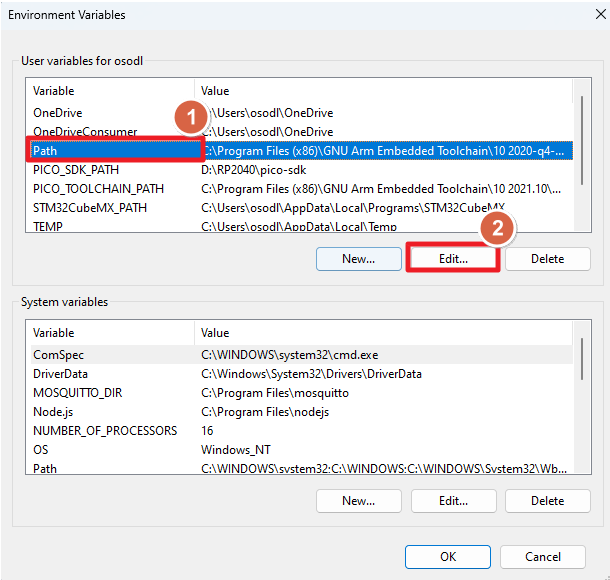 Environment Variables
User variables for osodl
Variable Value
OneDrive C:\Users\osodl\OneDrive
1
OneDriveConsumer C:\Users\osodl\OneDrive
Path C:\Program Files (x86)\GNU Arm Embedded Toolchain\10 2020-q4-...
PICO_SDK_PATH D:\RP2040\pico-sdk
PICO_TOOLCHAIN_PATH C:\Program Files (x86)\GNU Arm Embedded Toolchain\10 2021.10\...
STM32CubeMX_PATH C:\Users\osodl\AppData\Local\Programs\STM32CubeMX
TEMP C:\Users\osodl\AppData\Local\Temp
2
New... Edit... Delete
System variables
Variable Value
ComSpec C:\WINDOWS\system32\cmd.exe
DriverData C:\Windows\System32\Drivers\DriverData
MOSQUITTO_DIR C:\Program Files\mosquitto
Node.js C:\Program Files\nodejs
NUMBER_OF_PROCESSORS 16
OS Windows_NT
Path C:\WINDOWS\system32;C:\WINDOWS;C:\WINDOWS\System32\Wb...
New... Edit... Delete
OK Cancel